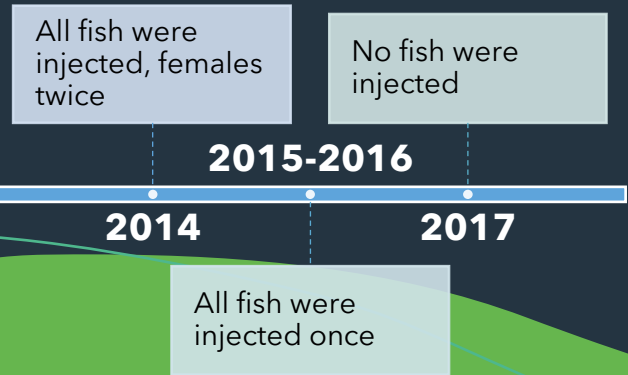 All fish were
injected, females
twice
No fish were
injected
2015-2016
2014
2017
All fish were
injected once